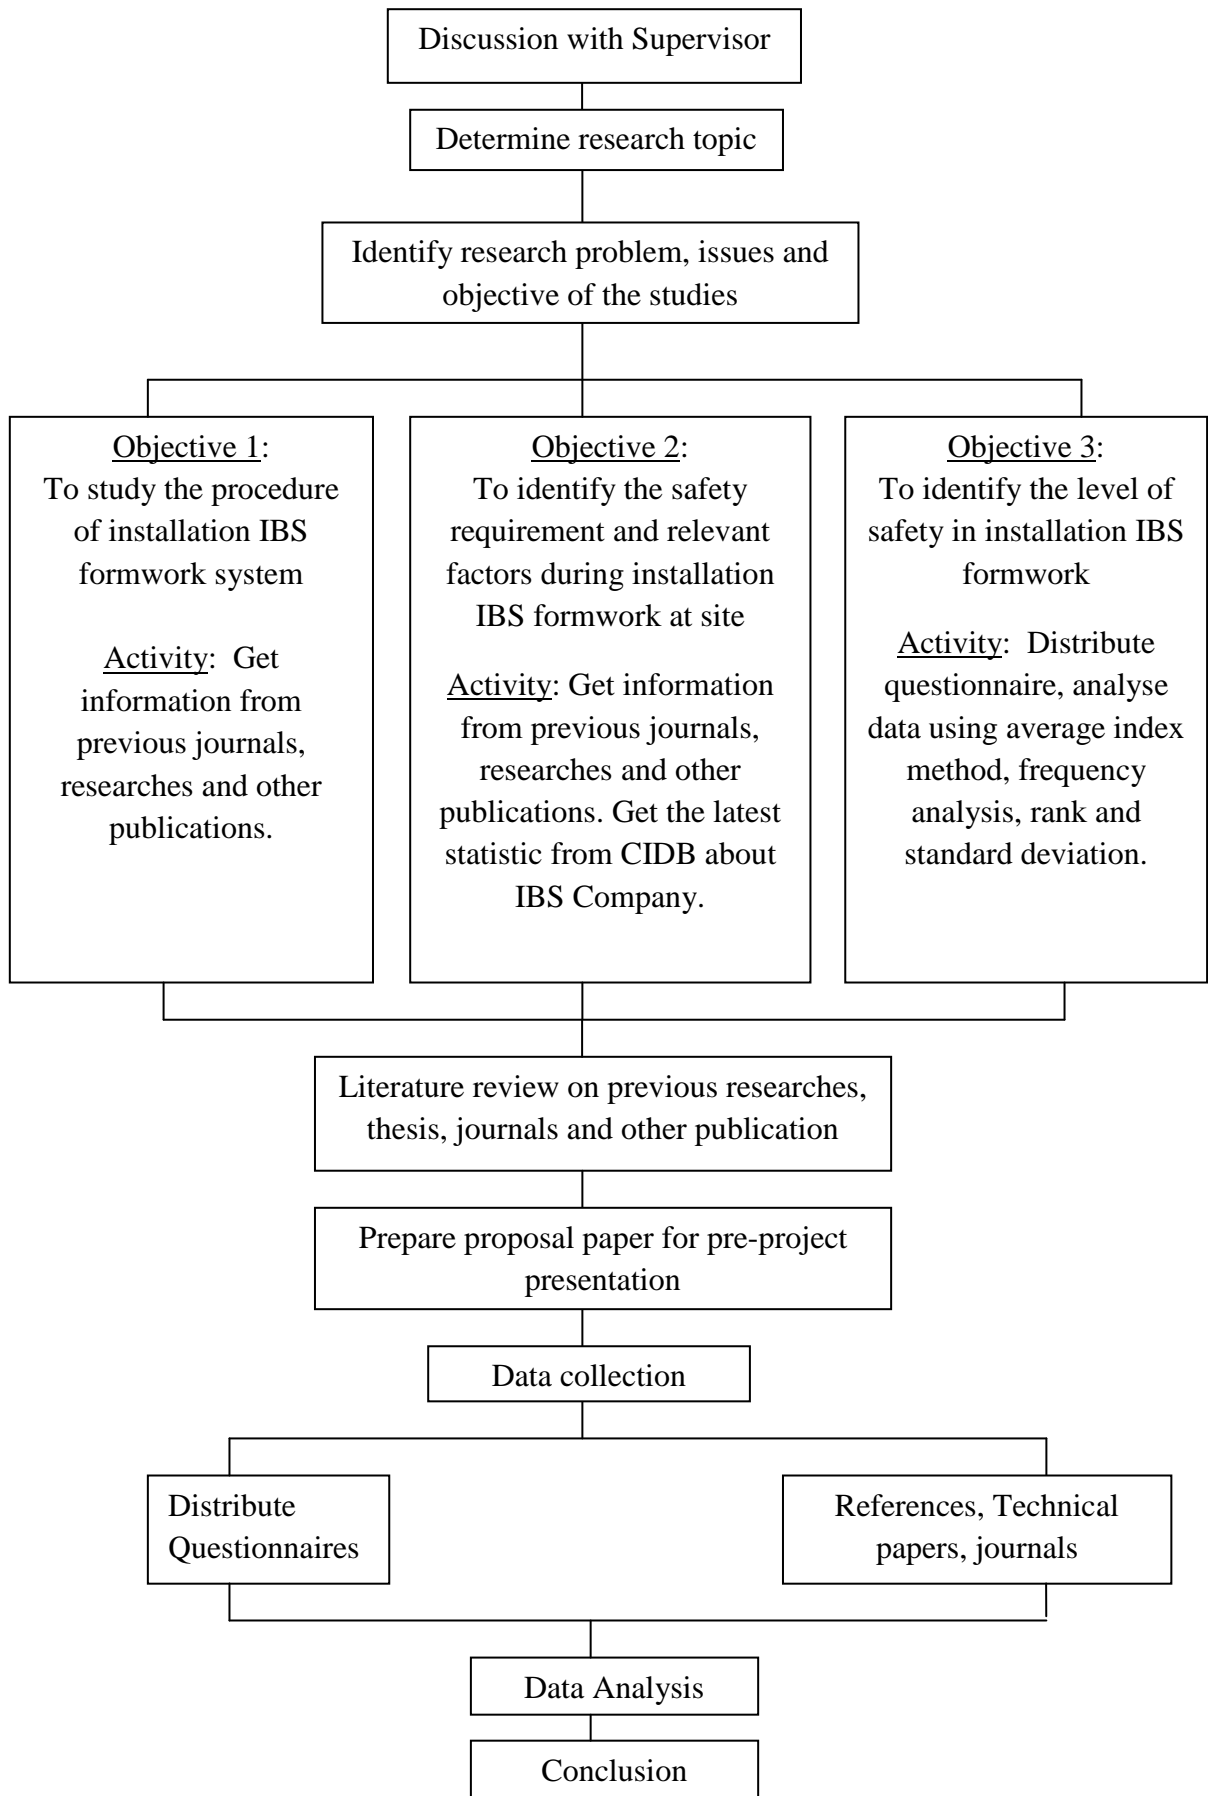 Discussion with Supervisor
Determine research topic
Identify research problem, issues and
objective of the studies
Objective 1:
To study the procedure
of installation IBS
formwork system
Activity:  Get
information from
previous journals,
researches and other
publications.
Objective 2:
To identify the safety
requirement and relevant
factors during installation
IBS formwork at site
Activity: Get information
from previous journals,
researches and other
publications. Get the latest
statistic from CIDB about
IBS Company.
Objective 3:
To identify the level of
safety in installation IBS
formwork
Activity:  Distribute
questionnaire, analyse
data using average index
method, frequency
analysis, rank and
standard deviation.
Literature review on previous researches,
thesis, journals and other publication
Prepare proposal paper for pre-project
presentation
Data collection
Distribute
Questionnaires
References, Technical
papers, journals
Data Analysis
Conclusion